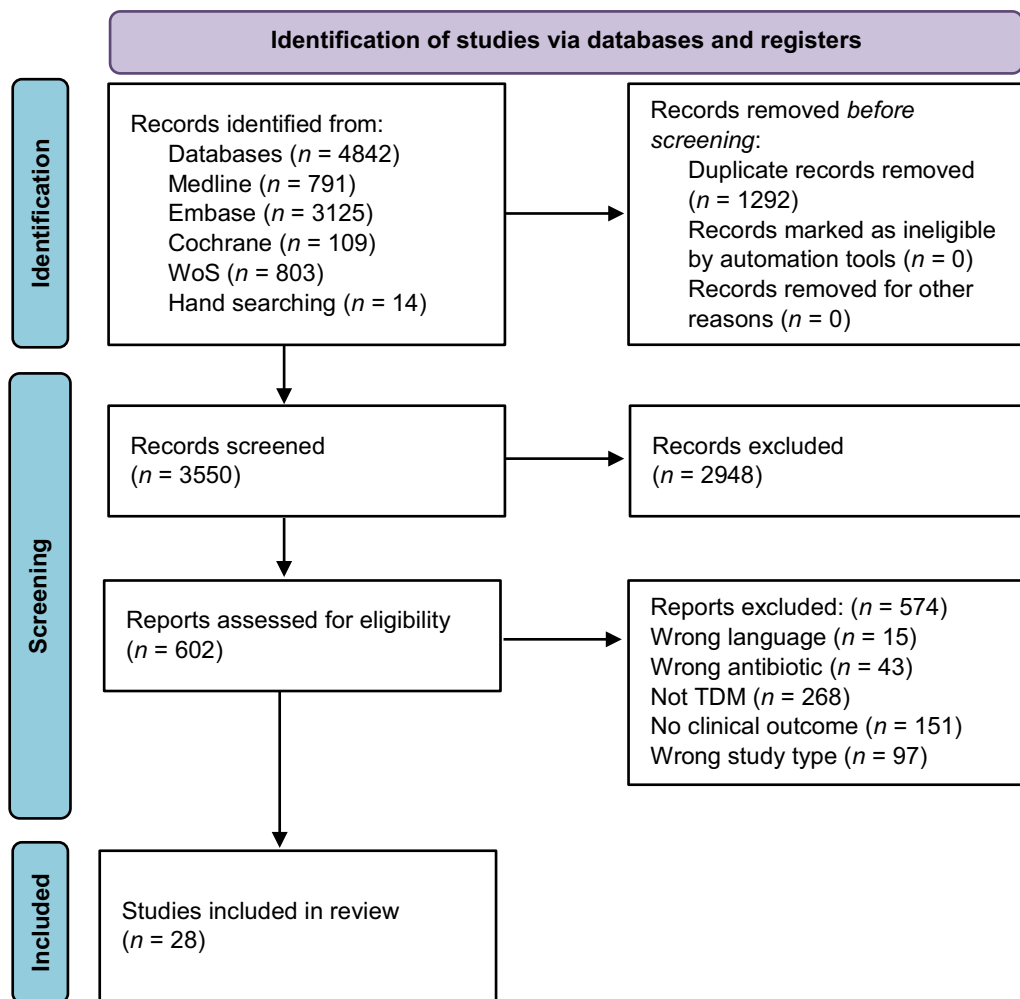 Identification of studies via databases and registers
Identification
Records identified from:
Databases (n = 4842)
Medline (n = 791)
Embase (n = 3125)
Cochrane (n = 109)
WoS (n = 803)
Hand searching (n = 14)
Records removed before
screening:
Duplicate records removed
(n = 1292)
Records marked as ineligible
by automation tools (n = 0)
Records removed for other
reasons (n = 0)
Screening
Records screened
(n = 3550)
Records excluded
(n = 2948)
Reports assessed for eligibility
(n = 602)
Reports excluded: (n = 574)
Wrong language (n = 15)
Wrong antibiotic (n = 43)
Not TDM (n = 268)
No clinical outcome (n = 151)
Wrong study type (n = 97)
Included
Studies included in review
(n = 28)